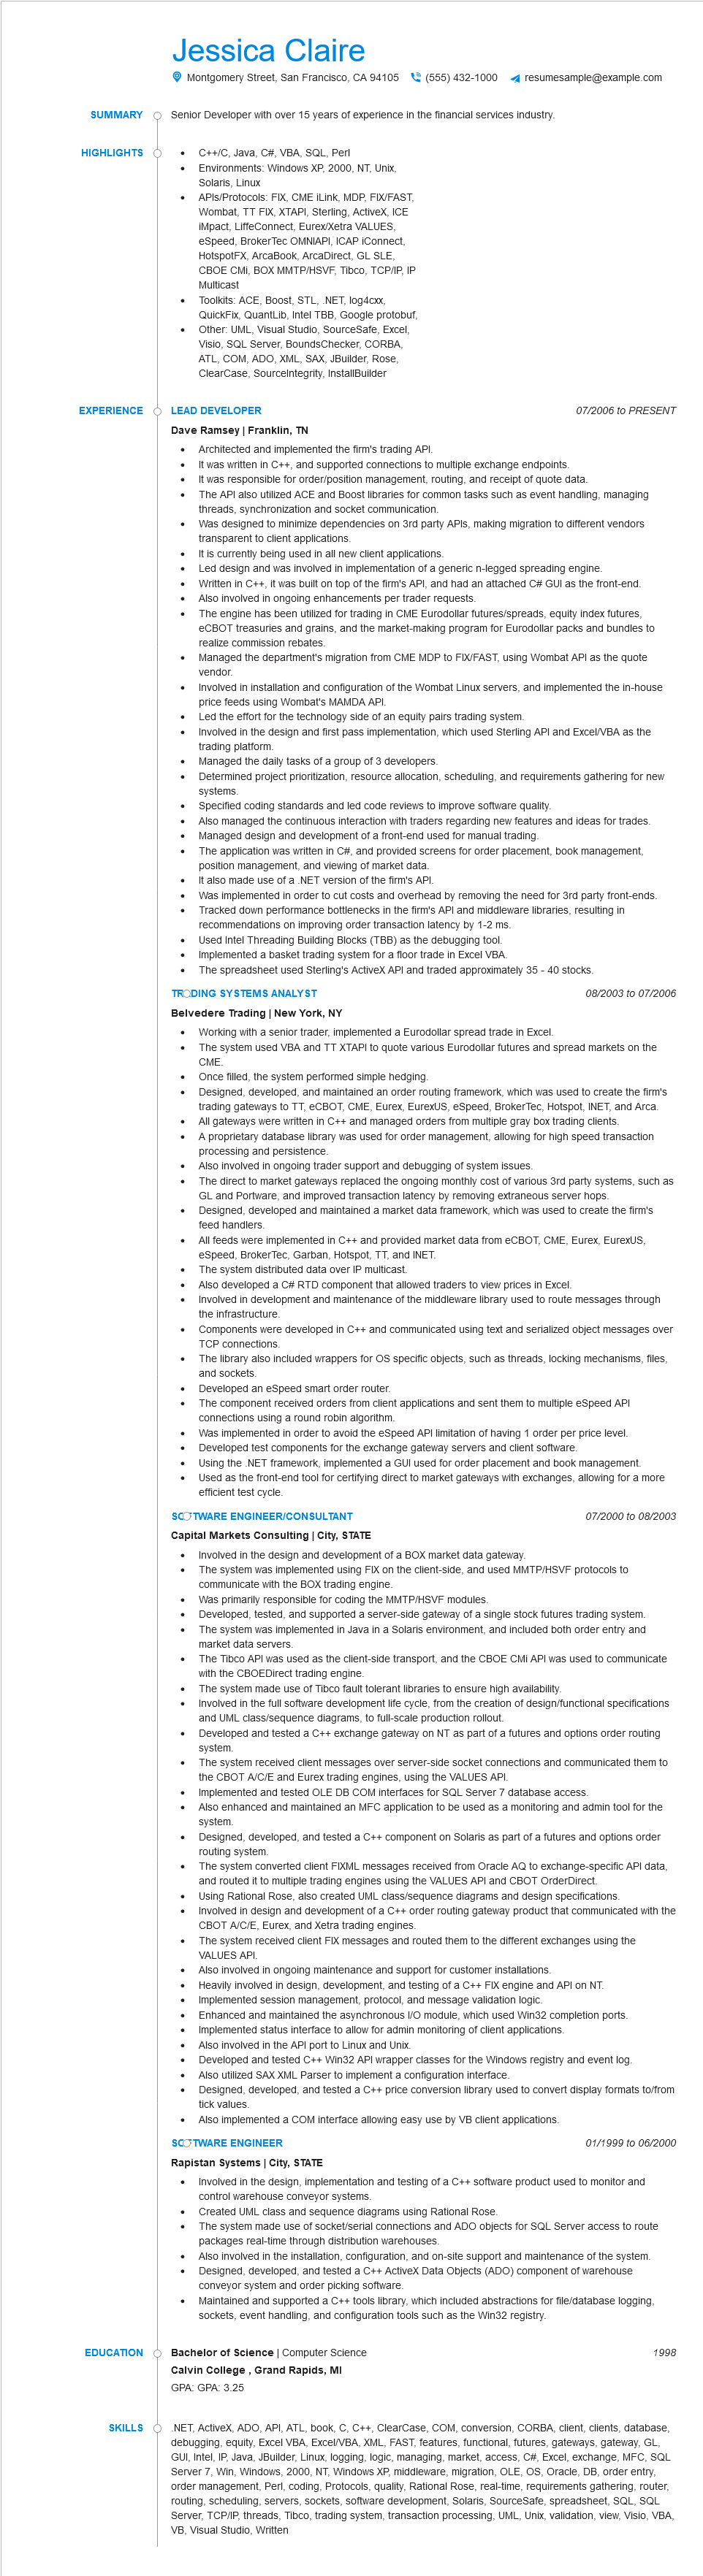 Jessica Claire
Montgomery Street, San Francisco, CA 94105 (555) 432-1000 resumesample@example.com
SUMMARY
Senior Developer with over 15 years of experience in the financial services industry.
HIGHLIGHTS
• C++/C, Java, C#, VBA, SQL, Perl
• Environments: Windows XP, 2000, NT, Unix,
Solaris, Linux
• APIs/Protocols: FIX, CME iLink, MDP, FIX/FAST,
Wombat, TT FIX, XTAPI, Sterling, ActiveX, ICE
iMpact, LiffeConnect, Eurex/Xetra VALUES,
eSpeed, BrokerTec OMNIAPI, ICAP iConnect,
HotspotFX, ArcaBook, ArcaDirect, GL SLE,
CBOE CMi, BOX MMTP/HSVF, Tibco, TCP/IP, IP
Multicast
• Toolkits: ACE, Boost, STL, .NET, log4cxx,
QuickFix, QuantLib, Intel TBB, Google protobuf,
• Other: UML, Visual Studio, SourceSafe, Excel,
Visio, SQL Server, BoundsChecker, CORBA,
ATL, COM, ADO, XML, SAX, JBuilder, Rose,
ClearCase, SourceIntegrity, InstallBuilder
EXPERIENCE
LEAD DEVELOPER 07/2006 to PRESENT
Dave Ramsey | Franklin, TN
• Architected and implemented the firm's trading API.
• It was written in C++, and supported connections to multiple exchange endpoints.
• It was responsible for order/position management, routing, and receipt of quote data.
• The API also utilized ACE and Boost libraries for common tasks such as event handling, managing
threads, synchronization and socket communication.
• Was designed to minimize dependencies on 3rd party APIs, making migration to different vendors
transparent to client applications.
• It is currently being used in all new client applications.
• Led design and was involved in implementation of a generic n-legged spreading engine.
• Written in C++, it was built on top of the firm's API, and had an attached C# GUI as the front-end.
• Also involved in ongoing enhancements per trader requests.
• The engine has been utilized for trading in CME Eurodollar futures/spreads, equity index futures,
eCBOT treasuries and grains, and the market-making program for Eurodollar packs and bundles to
realize commission rebates.
• Managed the department's migration from CME MDP to FIX/FAST, using Wombat API as the quote
vendor.
• Involved in installation and configuration of the Wombat Linux servers, and implemented the in-house
price feeds using Wombat's MAMDA API.
• Led the effort for the technology side of an equity pairs trading system.
• Involved in the design and first pass implementation, which used Sterling API and Excel/VBA as the
trading platform.
• Managed the daily tasks of a group of 3 developers.
• Determined project prioritization, resource allocation, scheduling, and requirements gathering for new
systems.
• Specified coding standards and led code reviews to improve software quality.
• Also managed the continuous interaction with traders regarding new features and ideas for trades.
• Managed design and development of a front-end used for manual trading.
• The application was written in C#, and provided screens for order placement, book management,
position management, and viewing of market data.
• It also made use of a .NET version of the firm's API.
• Was implemented in order to cut costs and overhead by removing the need for 3rd party front-ends.
• Tracked down performance bottlenecks in the firm's API and middleware libraries, resulting in
recommendations on improving order transaction latency by 1-2 ms.
• Used Intel Threading Building Blocks (TBB) as the debugging tool.
• Implemented a basket trading system for a floor trade in Excel VBA.
• The spreadsheet used Sterling's ActiveX API and traded approximately 35 - 40 stocks.
TRADING SYSTEMS ANALYST 08/2003 to 07/2006
Belvedere Trading | New York, NY
• Working with a senior trader, implemented a Eurodollar spread trade in Excel.
• The system used VBA and TT XTAPI to quote various Eurodollar futures and spread markets on the
CME.
• Once filled, the system performed simple hedging.
• Designed, developed, and maintained an order routing framework, which was used to create the firm's
trading gateways to TT, eCBOT, CME, Eurex, EurexUS, eSpeed, BrokerTec, Hotspot, INET, and Arca.
• All gateways were written in C++ and managed orders from multiple gray box trading clients.
• A proprietary database library was used for order management, allowing for high speed transaction
processing and persistence.
• Also involved in ongoing trader support and debugging of system issues.
• The direct to market gateways replaced the ongoing monthly cost of various 3rd party systems, such as
GL and Portware, and improved transaction latency by removing extraneous server hops.
• Designed, developed and maintained a market data framework, which was used to create the firm's
feed handlers.
• All feeds were implemented in C++ and provided market data from eCBOT, CME, Eurex, EurexUS,
eSpeed, BrokerTec, Garban, Hotspot, TT, and INET.
• The system distributed data over IP multicast.
• Also developed a C# RTD component that allowed traders to view prices in Excel.
• Involved in development and maintenance of the middleware library used to route messages through
the infrastructure.
• Components were developed in C++ and communicated using text and serialized object messages over
TCP connections.
• The library also included wrappers for OS specific objects, such as threads, locking mechanisms, files,
and sockets.
• Developed an eSpeed smart order router.
• The component received orders from client applications and sent them to multiple eSpeed API
connections using a round robin algorithm.
• Was implemented in order to avoid the eSpeed API limitation of having 1 order per price level.
• Developed test components for the exchange gateway servers and client software.
• Using the .NET framework, implemented a GUI used for order placement and book management.
• Used as the front-end tool for certifying direct to market gateways with exchanges, allowing for a more
efficient test cycle.
SOFTWARE ENGINEER/CONSULTANT 07/2000 to 08/2003
Capital Markets Consulting | City, STATE
• Involved in the design and development of a BOX market data gateway.
• The system was implemented using FIX on the client-side, and used MMTP/HSVF protocols to
communicate with the BOX trading engine.
• Was primarily responsible for coding the MMTP/HSVF modules.
• Developed, tested, and supported a server-side gateway of a single stock futures trading system.
• The system was implemented in Java in a Solaris environment, and included both order entry and
market data servers.
• The Tibco API was used as the client-side transport, and the CBOE CMi API was used to communicate
with the CBOEDirect trading engine.
• The system made use of Tibco fault tolerant libraries to ensure high availability.
• Involved in the full software development life cycle, from the creation of design/functional specifications
and UML class/sequence diagrams, to full-scale production rollout.
• Developed and tested a C++ exchange gateway on NT as part of a futures and options order routing
system.
• The system received client messages over server-side socket connections and communicated them to
the CBOT A/C/E and Eurex trading engines, using the VALUES API.
• Implemented and tested OLE DB COM interfaces for SQL Server 7 database access.
• Also enhanced and maintained an MFC application to be used as a monitoring and admin tool for the
system.
• Designed, developed, and tested a C++ component on Solaris as part of a futures and options order
routing system.
• The system converted client FIXML messages received from Oracle AQ to exchange-specific API data,
and routed it to multiple trading engines using the VALUES API and CBOT OrderDirect.
• Using Rational Rose, also created UML class/sequence diagrams and design specifications.
• Involved in design and development of a C++ order routing gateway product that communicated with the
CBOT A/C/E, Eurex, and Xetra trading engines.
• The system received client FIX messages and routed them to the different exchanges using the
VALUES API.
• Also involved in ongoing maintenance and support for customer installations.
• Heavily involved in design, development, and testing of a C++ FIX engine and API on NT.
• Implemented session management, protocol, and message validation logic.
• Enhanced and maintained the asynchronous I/O module, which used Win32 completion ports.
• Implemented status interface to allow for admin monitoring of client applications.
• Also involved in the API port to Linux and Unix.
• Developed and tested C++ Win32 API wrapper classes for the Windows registry and event log.
• Also utilized SAX XML Parser to implement a configuration interface.
• Designed, developed, and tested a C++ price conversion library used to convert display formats to/from
tick values.
• Also implemented a COM interface allowing easy use by VB client applications.
SOFTWARE ENGINEER 01/1999 to 06/2000
Rapistan Systems | City, STATE
• Involved in the design, implementation and testing of a C++ software product used to monitor and
control warehouse conveyor systems.
• Created UML class and sequence diagrams using Rational Rose.
• The system made use of socket/serial connections and ADO objects for SQL Server access to route
packages real-time through distribution warehouses.
• Also involved in the installation, configuration, and on-site support and maintenance of the system.
• Designed, developed, and tested a C++ ActiveX Data Objects (ADO) component of warehouse
conveyor system and order picking software.
• Maintained and supported a C++ tools library, which included abstractions for file/database logging,
sockets, event handling, and configuration tools such as the Win32 registry.
EDUCATION
Bachelor of Science | Computer Science 1998
Calvin College , Grand Rapids, MI
GPA: GPA: 3.25
SKILLS
.NET, ActiveX, ADO, API, ATL, book, C, C++, ClearCase, COM, conversion, CORBA, client, clients, database,
debugging, equity, Excel VBA, Excel/VBA, XML, FAST, features, functional, futures, gateways, gateway, GL,
GUI, Intel, IP, Java, JBuilder, Linux, logging, logic, managing, market, access, C#, Excel, exchange, MFC, SQL
Server 7, Win, Windows, 2000, NT, Windows XP, middleware, migration, OLE, OS, Oracle, DB, order entry,
order management, Perl, coding, Protocols, quality, Rational Rose, real-time, requirements gathering, router,
routing, scheduling, servers, sockets, software development, Solaris, SourceSafe, spreadsheet, SQL, SQL
Server, TCP/IP, threads, Tibco, trading system, transaction processing, UML, Unix, validation, view, Visio, VBA,
VB, Visual Studio, Written